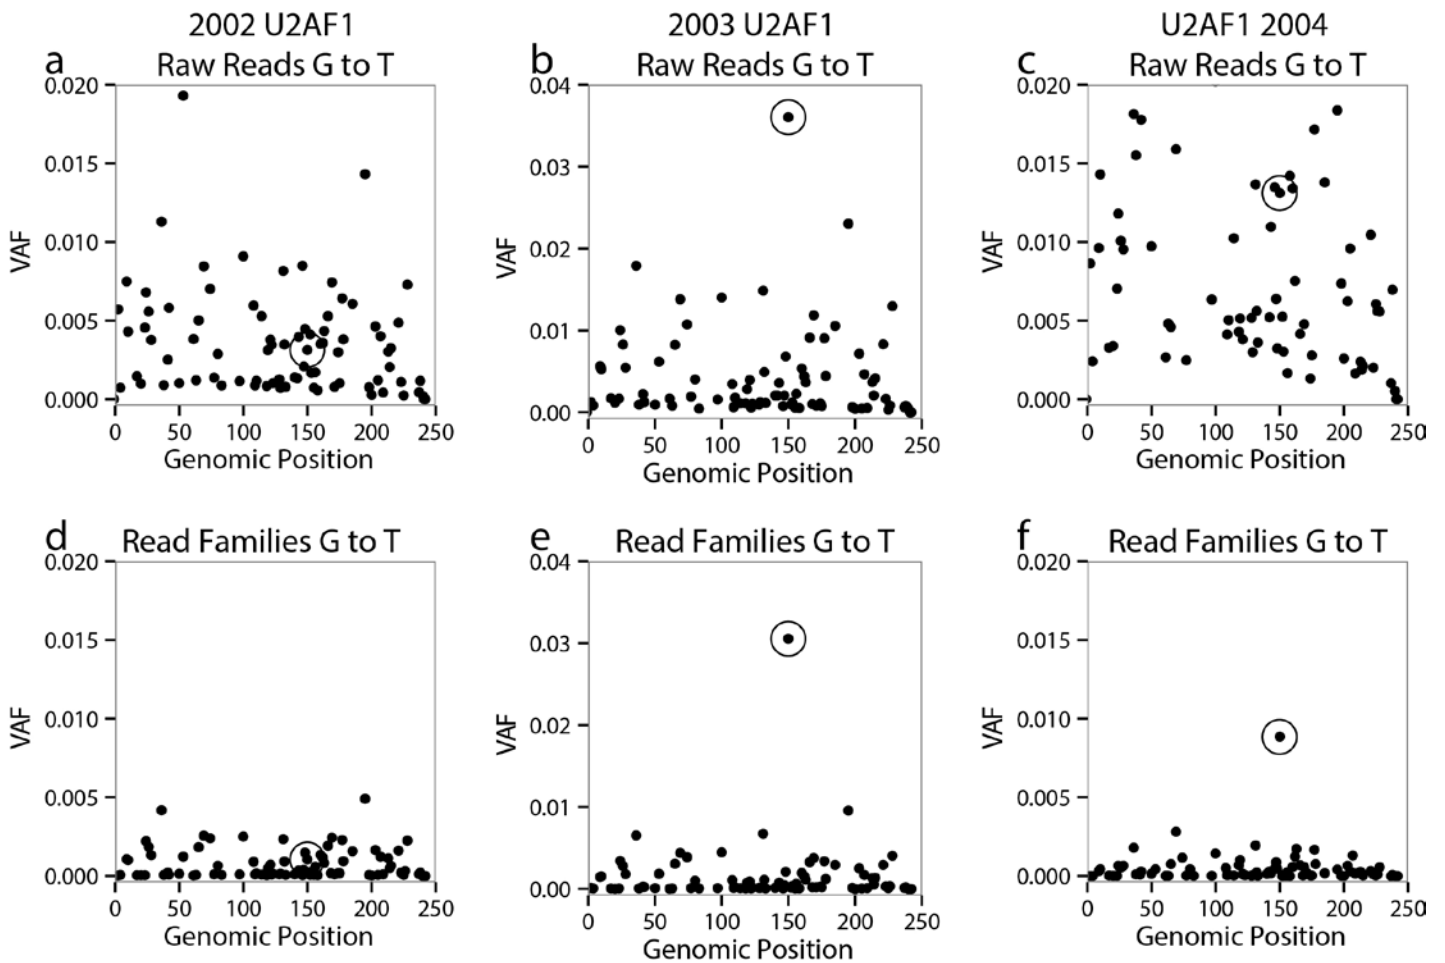 2002 U2AF1
a
Raw Reads G to T
0.020
0.015
0.010
0.005
0.000
VAF
0 50 100 150 200 250
Genomic Position
2003 U2AF1
b
Raw Reads G to T
0.04
0.03
0.02
0.01
0.00
VAF
0 50 100 150 200 250
Genomic Position
U2AF1 2004
c
Raw Reads G to T
0.020
0.015
0.010
0.005
0.000
VAF
0 50 100 150 200 250
Genomic Position
d
Read Families G to T
0.020
0.015
0.010
0.005
0.000
VAF
0 50 100 150 200 250
Genomic Position
e
Read Families G to T
0.04
0.03
0.02
0.01
0.00
VAF
0 50 100 150 200 250
Genomic Position
f
Read Families G to T
0.020
0.015
0.010
0.005
0.000
VAF
0 50 100 150 200 250
Genomic Position